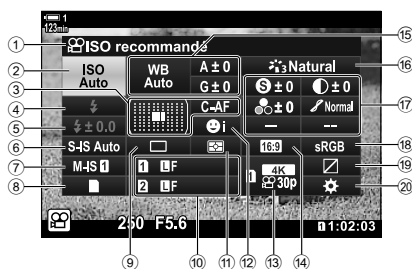 1
123min
① ISO recommandé ⑮
② ISO Auto WB Auto A±0 G±0 3 Natural ⑯
③ C-AF S ±0 ±0 ⑰
④ i ±0 Normal
⑤ ±0.0 – –
⑥ S-IS Auto 16:9 sRGB ⑱
⑦ M-IS 1 1 LF 1 4K 30p ⑲
⑧ 2 LF ⑳
250 F5.6 1 1:02:03
⑨ ⑩ ⑪ ⑫ ⑬ ⑭